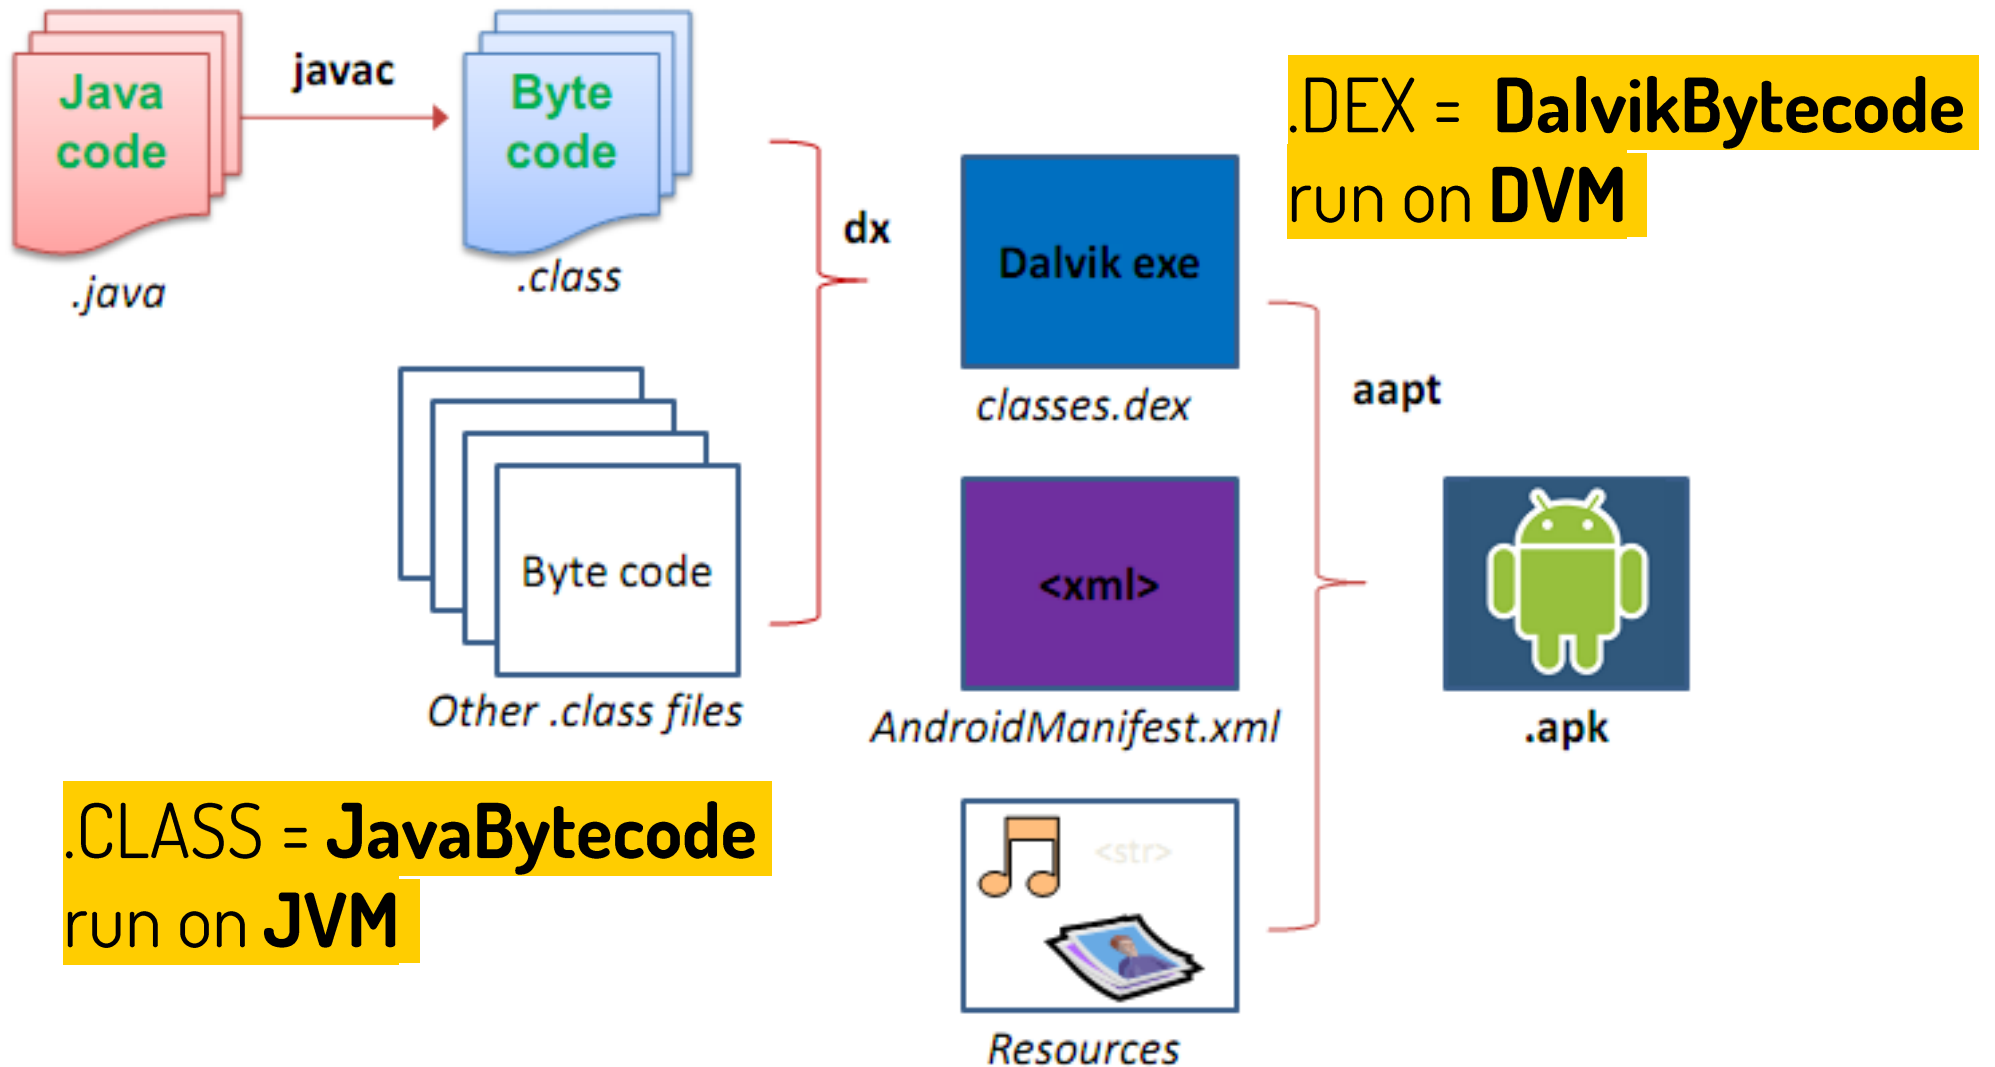 Java
code
.java
javac
Byte
code
.class
Byte code
Other .class files
dx
Dalvik exe
classes.dex
<xml>
AndroidManifest.xml
<str>
Resources
aapt
.apk
.DEX = DalvikBytecode
run on DVM
.CLASS = JavaBytecode
run on JVM